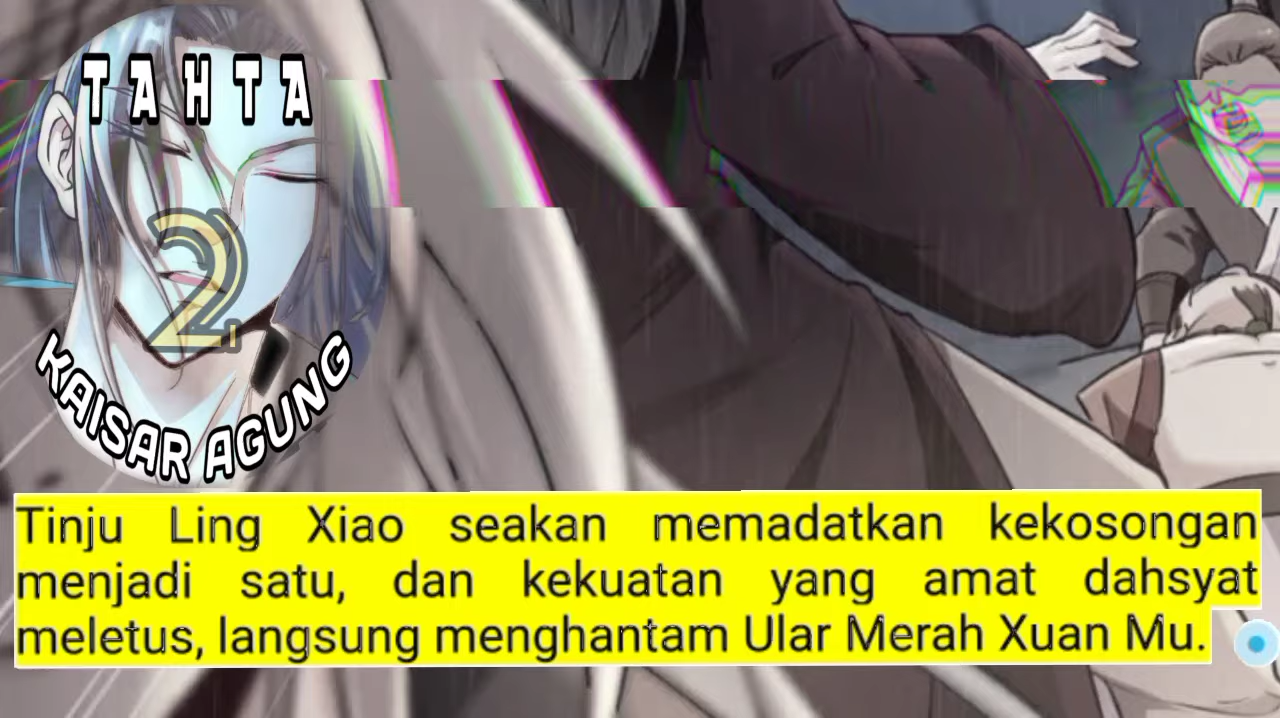 TAHTA
2
KAISAR AGUNG
Tinju Ling Xiao seakan memadatkan kekosongan
menjadi satu, dan kekuatan yang amat dahsyat
meletus, langsung menghantam Ular Merah Xuan Mu.